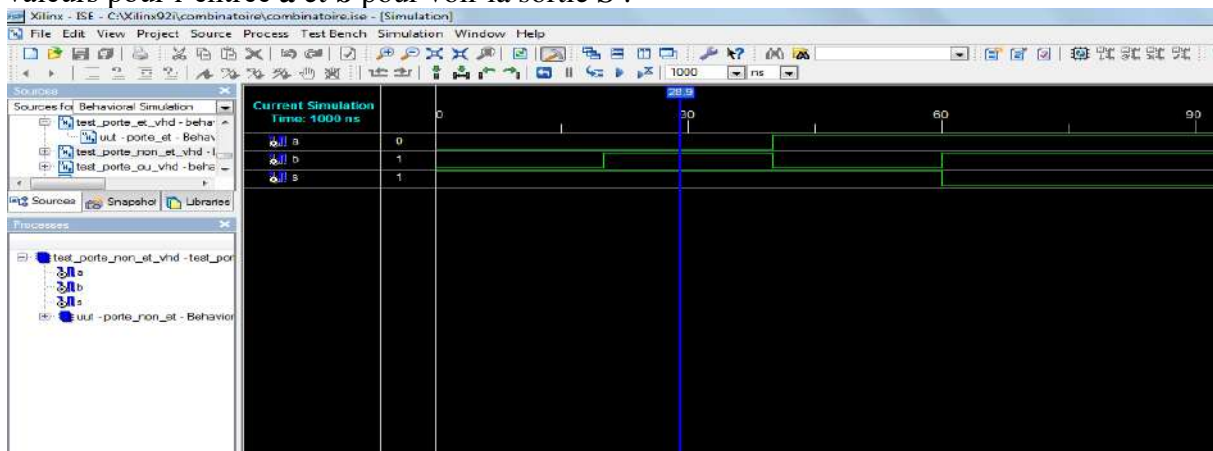 valeurs pour l'entrée a et b pour voir la sortie S :
Xilinx - ISE - C:\Xilinx92i\combinatoire\combinatoire.ise - [Simulation]
File Edit View Project Source Process Test Bench Simulation Window Help
1000 ns
Sources
Sources for Behavioral Simulation
test_porte_et_vhd - behav
uut - porte_et - Behav
test_porte_non_et_vhd - l
test_porte_ou_vhd - beha
Sources Snapshot Libraries
Processes
test_porte_non_et_vhd - test_por
a
b
s
uut - porte_non_et - Behavior
Current Simulation
Time: 1000 ns
28.9
0 30 60 90
a 0
b 1
s 1